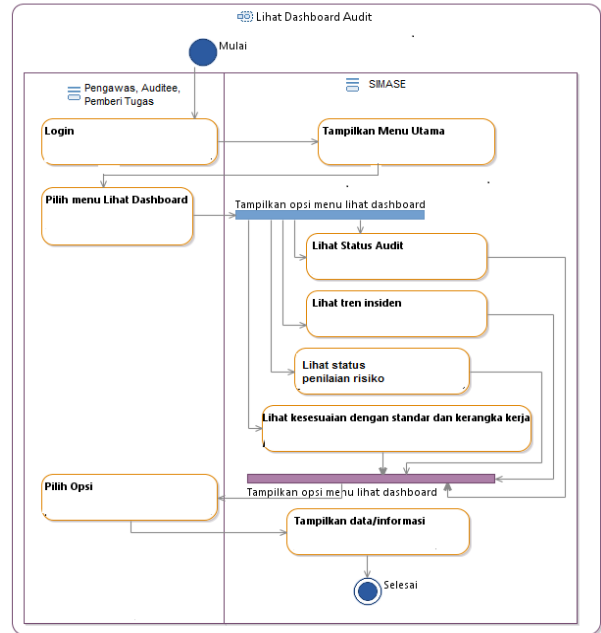 Lihat Dashboard Audit
Mulai
Pengawas, Auditee,
Pemberi Tugas
SIMASE
Login
Tampilkan Menu Utama
Pilih menu Lihat Dashboard
Tampilkan opsi menu lihat dashboard
Lihat Status Audit
Lihat tren insiden
Lihat status
penilaian risiko
Lihat kesesuaian dengan standar dan kerangka kerja
Pilih Opsi
Tampilkan opsi menu lihat dashboard
Tampilkan data/informasi
Selesai